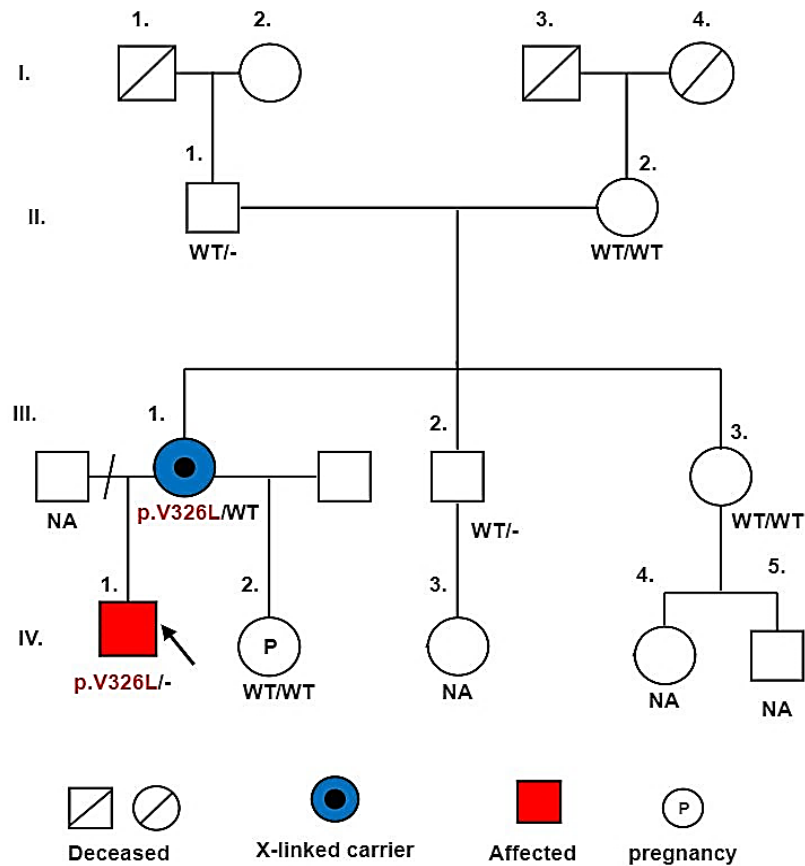 1. 2. 3. 4.
I.
1. 2.
II.
WT/- WT/WT
III. 1. 2. 3.
NA p.V326L/WT WT/- WT/WT
1. 2. 3. 4. 5.
IV. P
p.V326L/- WT/WT NA NA NA
P
Deceased X-linked carrier Affected pregnancy